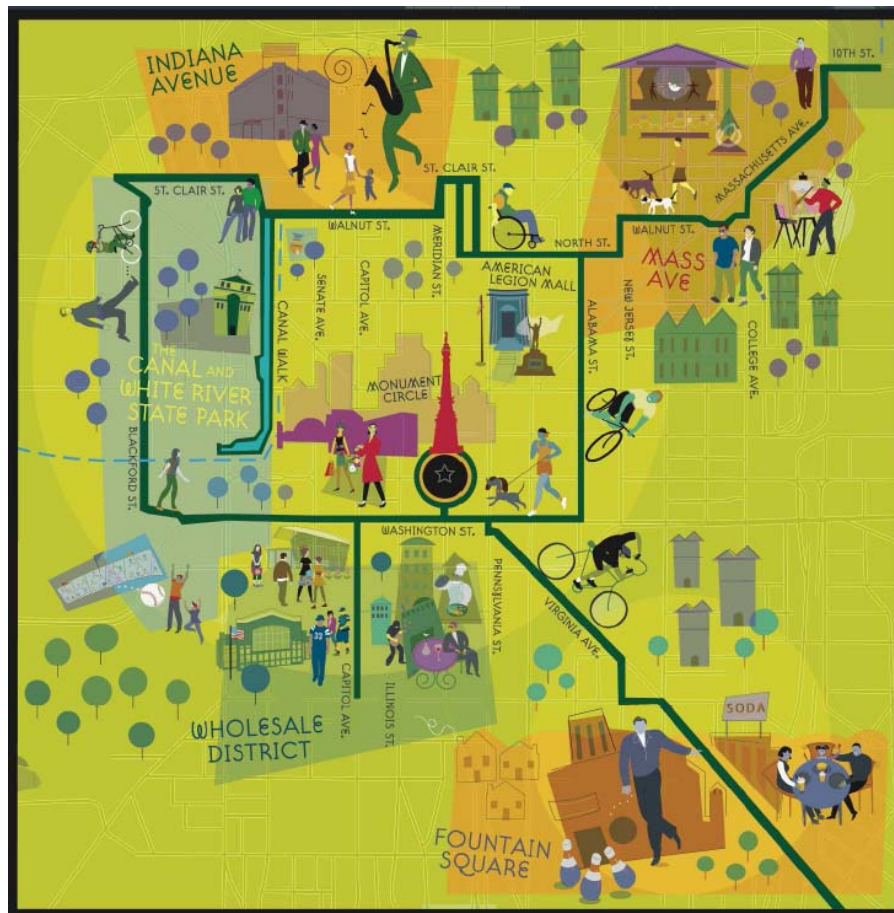 INDIANA
AVENUE
10TH ST.
MASSACHUSETTS AVE.
ST. CLAIR ST.
ST. CLAIR ST.
WALNUT ST.
MERIDIAN ST.
WALNUT ST.
NORTH ST.
MASS
AVE
AMERICAN
LEGION MALL
CANAL WALK
SENATE AVE.
CAPITOL AVE.
ALABAMA ST.
NEW JERSEY ST.
COLLEGE AVE.
THE
CANAL AND
WHITE RIVER
STATE PARK
MONUMENT
CIRCLE
BLACKFORD ST.
WASHINGTON ST.
PENNSYLVANIA ST.
VIRGINIA AVE.
33
CAPITOL AVE.
ILLINOIS ST.
WHOLESALE
DISTRICT
SODA
FOUNTAIN
SQUARE